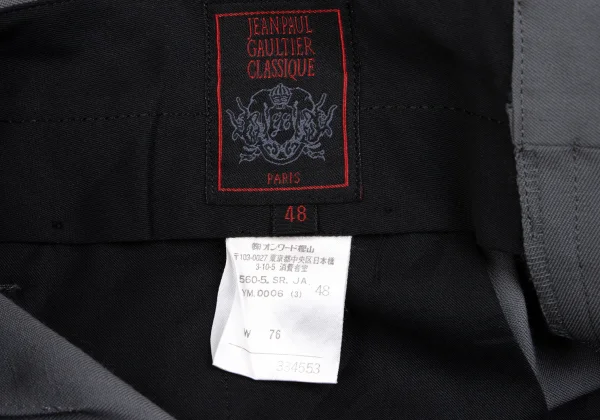 JEAN PAUL
GAULTIER
CLASSIQUE
PARIS
48
㈱オンワード樫山
〒103-0027 東京都中央区日本橋
3-10-5 消費者室
560-5. SR. JA
YM. 0006 (3) 48
W 76
334553